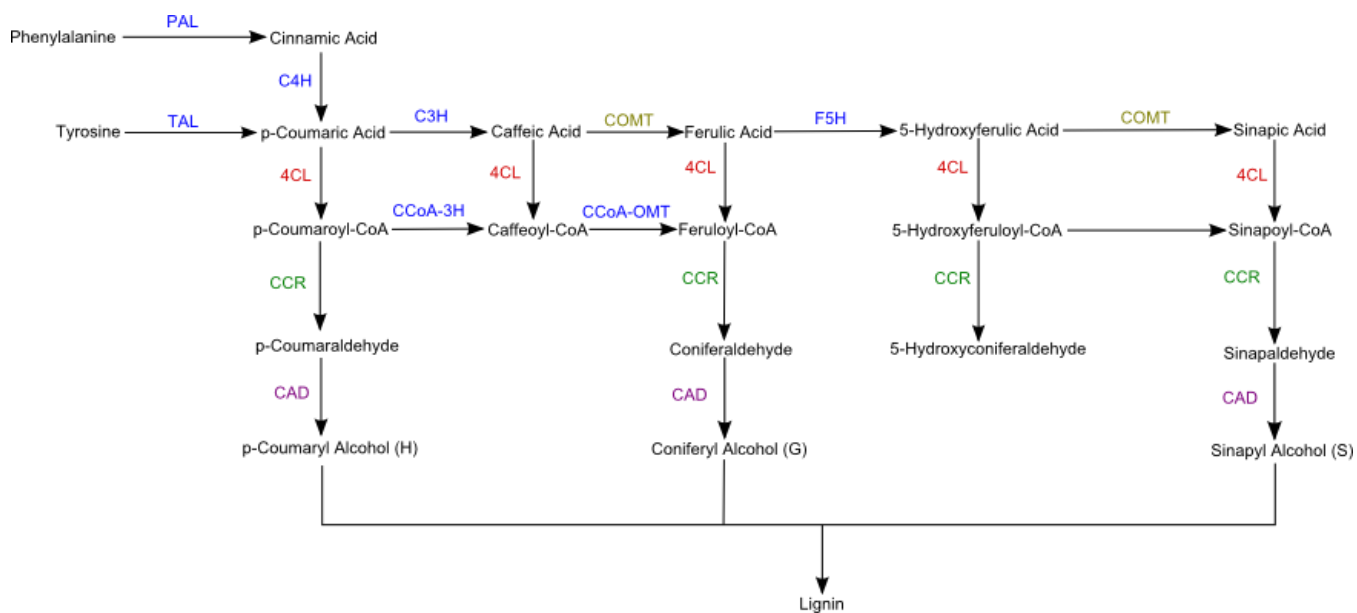 PAL
Phenylalanine Cinnamic Acid
C4H
TAL C3H COMT F5H COMT
Tyrosine p-Coumaric Acid Caffeic Acid Ferulic Acid 5-Hydroxyferulic Acid Sinapic Acid
4CL 4CL 4CL 4CL 4CL
CCoA-3H CCoA-OMT
p-Coumaroyl-CoA Caffeoyl-CoA Feruloyl-CoA 5-Hydroxyferuloyl-CoA Sinapoyl-CoA
CCR CCR CCR CCR
p-Coumaraldehyde Coniferaldehyde 5-Hydroxyconiferaldehyde Sinapaldehyde
CAD CAD CAD
p-Coumaryl Alcohol (H) Coniferyl Alcohol (G) Sinapyl Alcohol (S)
Lignin